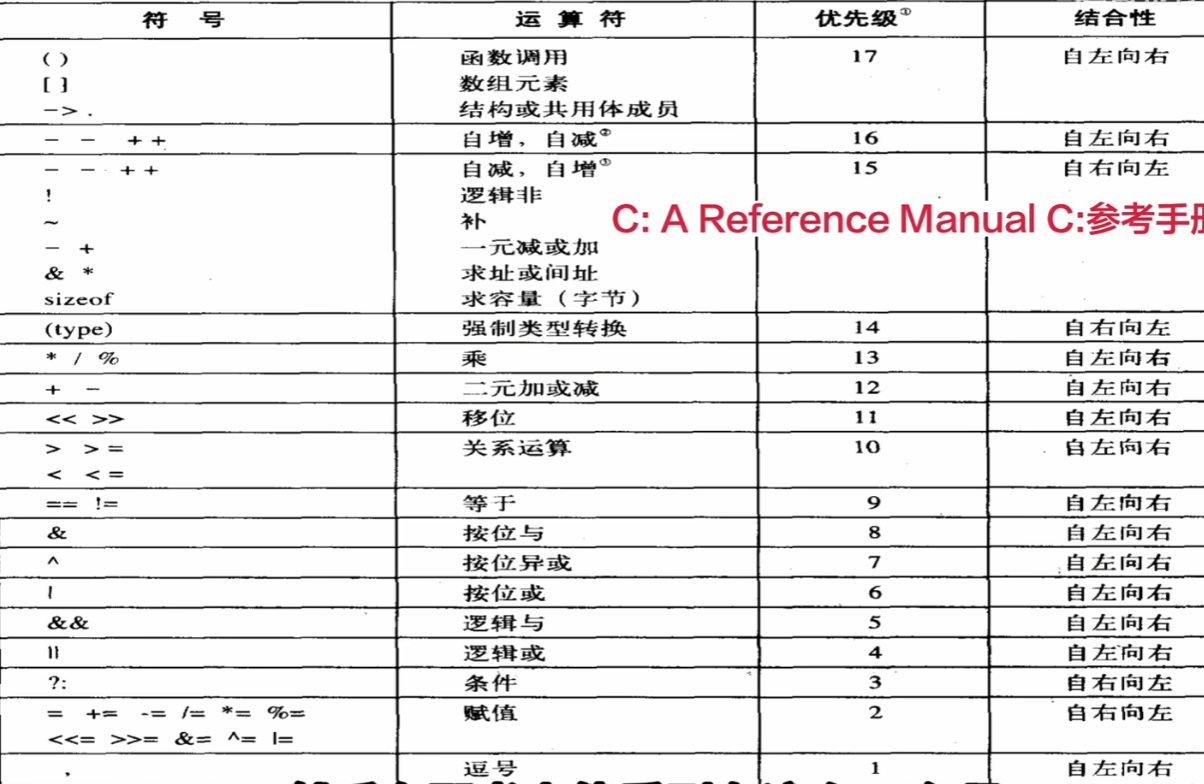 符 号 运 算 符 优先级① 结合性
( ) 函数调用 17 自左向右
[ ] 数组元素
-> . 结构或共用体成员
- - + + 自增，自减② 16 自左向右
- - + + 自减，自增③ 15 自右向左
! 逻辑非
~ 补
C: A Reference Manual C:参考手册
- + 一元减或加
& * 求址或间址
sizeof 求容量（字节）
(type) 强制类型转换 14 自右向左
* / % 乘 13 自左向右
+ - 二元加或减 12 自左向右
<< >> 移位 11 自左向右
> >= 关系运算 10 自左向右
< <=
== != 等于 9 自左向右
& 按位与 8 自左向右
^ 按位异或 7 自左向右
| 按位或 6 自左向右
&& 逻辑与 5 自左向右
|| 逻辑或 4 自左向右
?: 条件 3 自右向左
= += -= /= *= %= 赋值 2 自右向左
<<= >>= &= ^= |=
, 逗号 1 自左向右